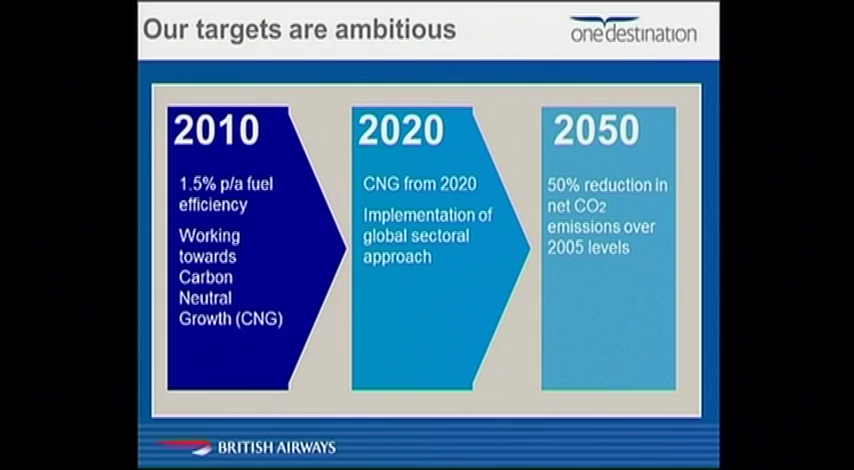 Our targets are ambitious
onedestination
2010
1.5% p/a fuel
efficiency
Working
towards
Carbon
Neutral
Growth (CNG)
2020
CNG from 2020
Implementation of
global sectoral
approach
2050
50% reduction in
net CO2
emissions over
2005 levels
BRITISH AIRWAYS